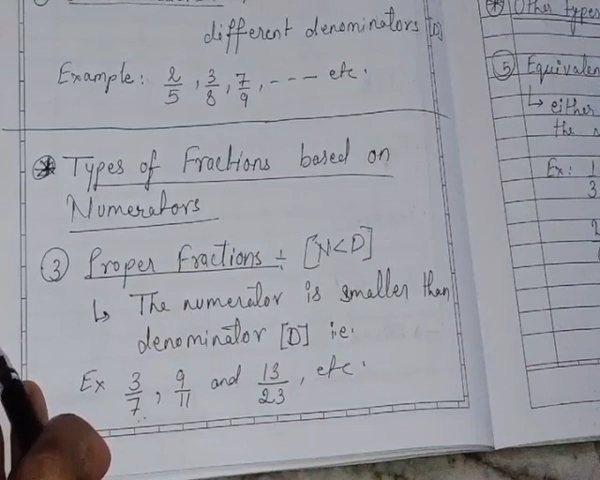 different denominators [D]
Example: 2/5, 3/8, 7/9, --- etc.
Types of Fractions based on
Numerators
③ Proper fractions ÷ [N<D]
↳ The numerator is smaller than
denominator [D] i.e.
Ex 3/7, 9/11 and 13/23, etc.
Other types
⑤ Equivalen
↳ either
the
Ex: 1
3
2